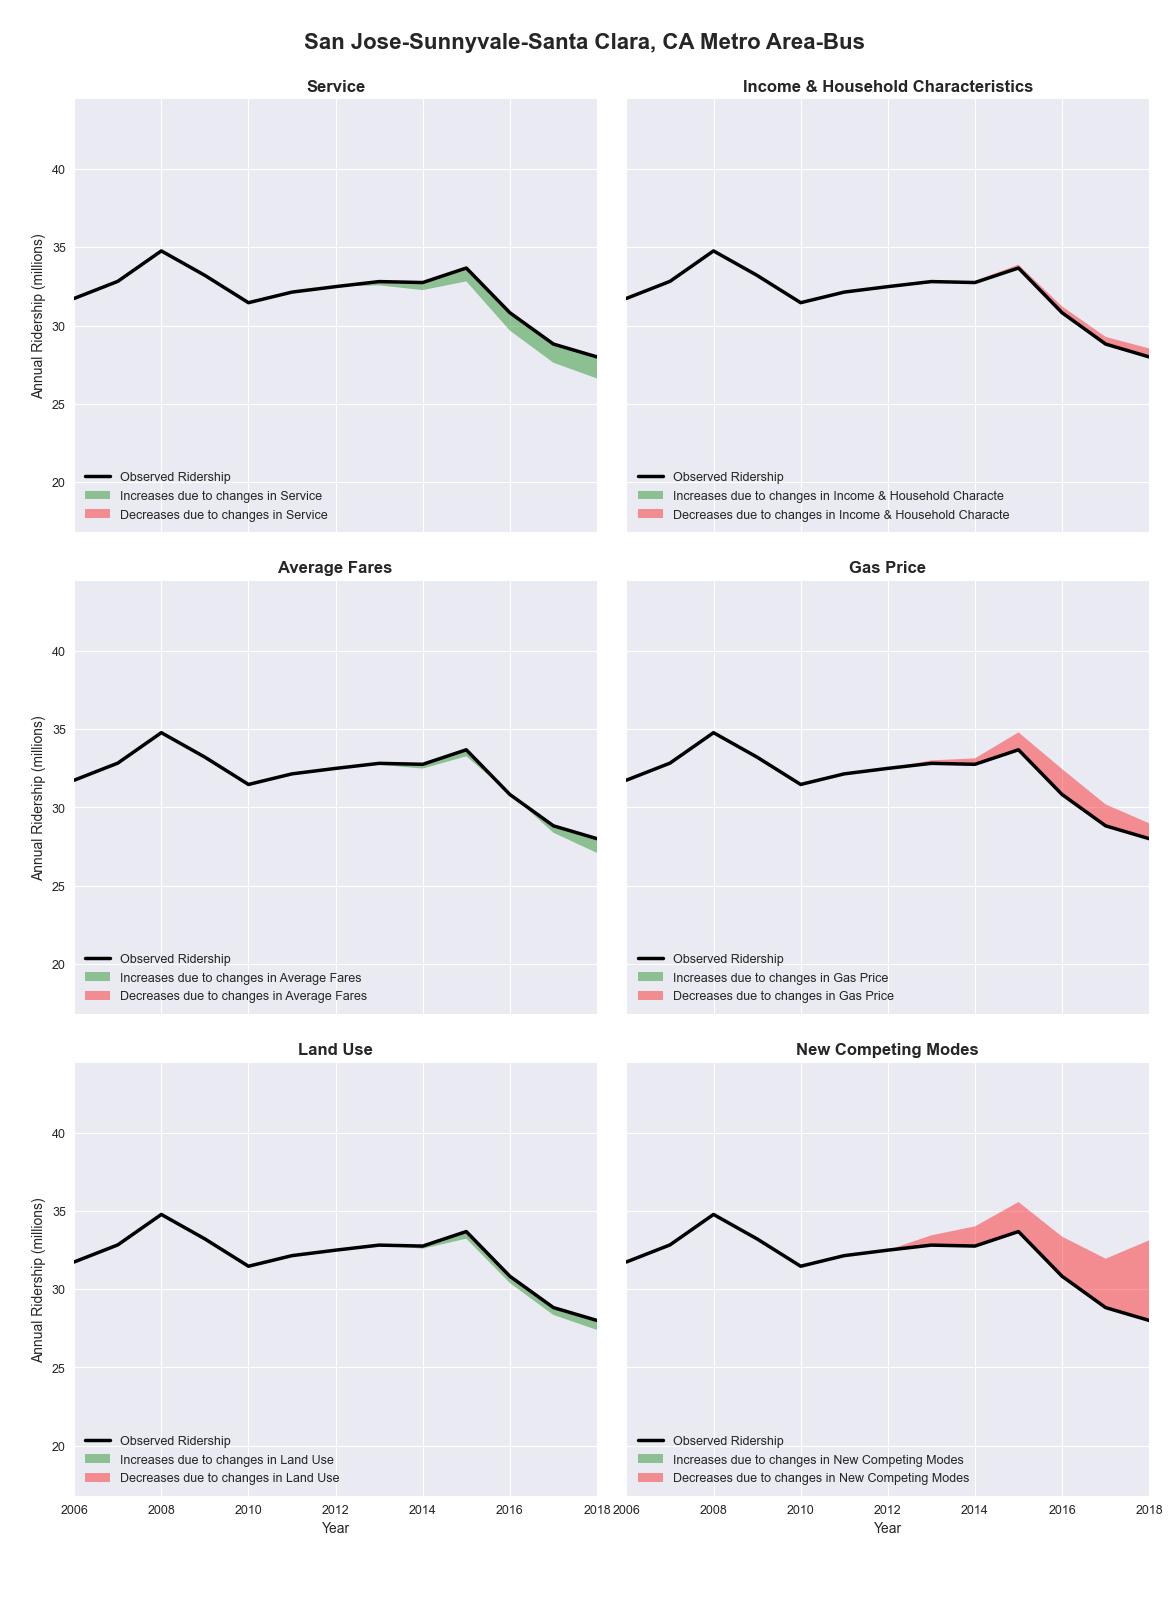 San Jose-Sunnyvale-Santa Clara, CA Metro Area-Bus
Service
Income & Household Characteristics
40
35
30
25
20
Annual Ridership (millions)
Observed Ridership
Increases due to changes in Service
Decreases due to changes in Service
Observed Ridership
Increases due to changes in Income & Household Characte
Decreases due to changes in Income & Household Characte
Average Fares
Gas Price
40
35
30
25
20
Annual Ridership (millions)
Observed Ridership
Increases due to changes in Average Fares
Decreases due to changes in Average Fares
Observed Ridership
Increases due to changes in Gas Price
Decreases due to changes in Gas Price
Land Use
New Competing Modes
40
35
30
25
20
Annual Ridership (millions)
Observed Ridership
Increases due to changes in Land Use
Decreases due to changes in Land Use
Observed Ridership
Increases due to changes in New Competing Modes
Decreases due to changes in New Competing Modes
2006 2008 2010 2012 2014 2016 2018
2006 2008 2010 2012 2014 2016 2018
Year
Year